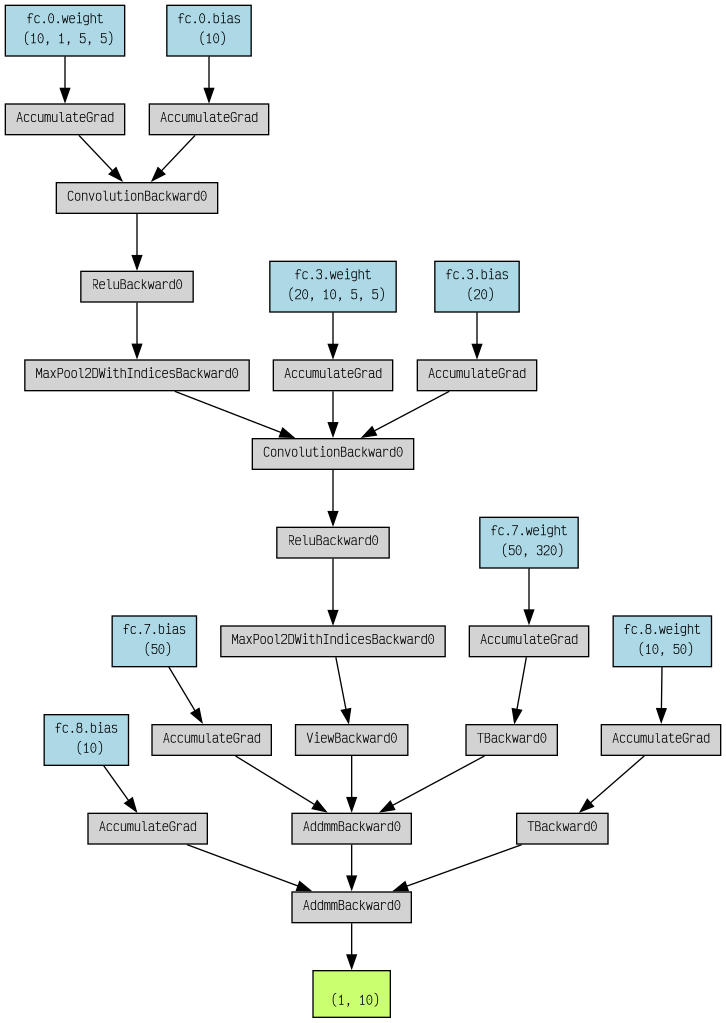 fc.0.weight
(10, 1, 5, 5)
fc.0.bias
(10)
AccumulateGrad
AccumulateGrad
ConvolutionBackward0
ReluBackward0
fc.3.weight
(20, 10, 5, 5)
fc.3.bias
(20)
MaxPool2DWithIndicesBackward0
AccumulateGrad
AccumulateGrad
ConvolutionBackward0
ReluBackward0
fc.7.weight
(50, 320)
fc.7.bias
(50)
MaxPool2DWithIndicesBackward0
AccumulateGrad
fc.8.weight
(10, 50)
fc.8.bias
(10)
AccumulateGrad
ViewBackward0
TBackward0
AccumulateGrad
AccumulateGrad
AddmmBackward0
TBackward0
AddmmBackward0
(1, 10)